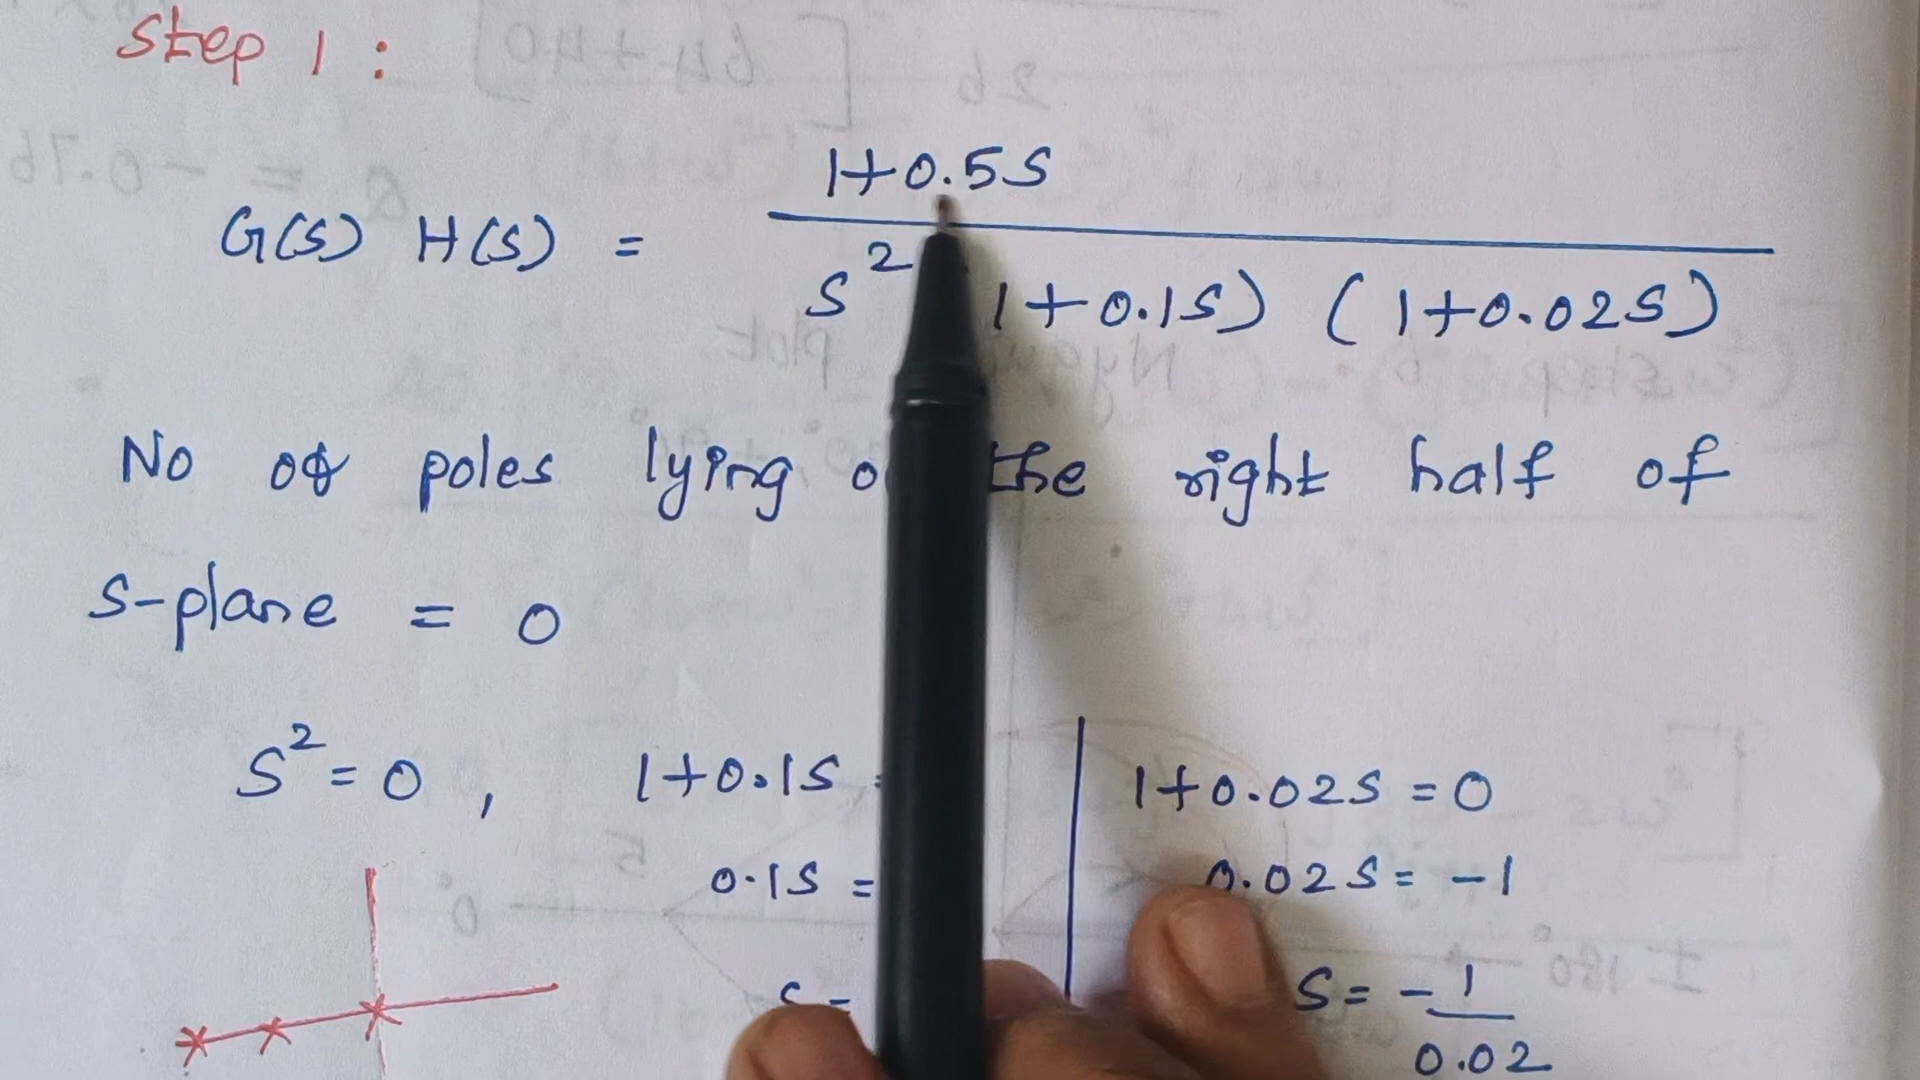 Step 1 :
1+0.5S
G(S) H(S) =
S² 1+0.1S) (1+0.02S)
No of poles lying the right half of
S-plane = 0
S² = 0 , 1+0.1S 1+0.02S = 0
0.1S = 0.02S = -1
S = - 1
0.02